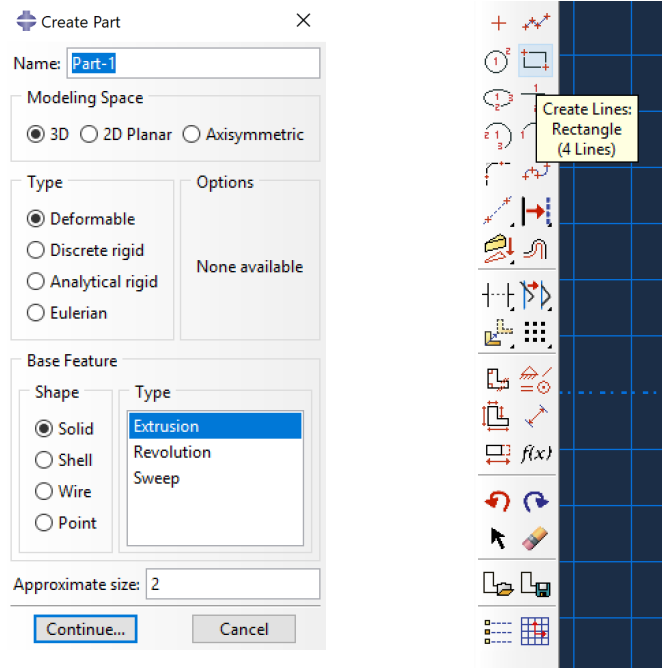 Create Part
Name: Part-1
Modeling Space
3D 2D Planar Axisymmetric
Type
Deformable
Discrete rigid
Analytical rigid
Eulerian
Options
None available
Base Feature
Shape
Solid
Shell
Wire
Point
Type
Extrusion
Revolution
Sweep
Approximate size: 2
Continue... Cancel
Create Lines:
Rectangle
(4 Lines)
f(x)